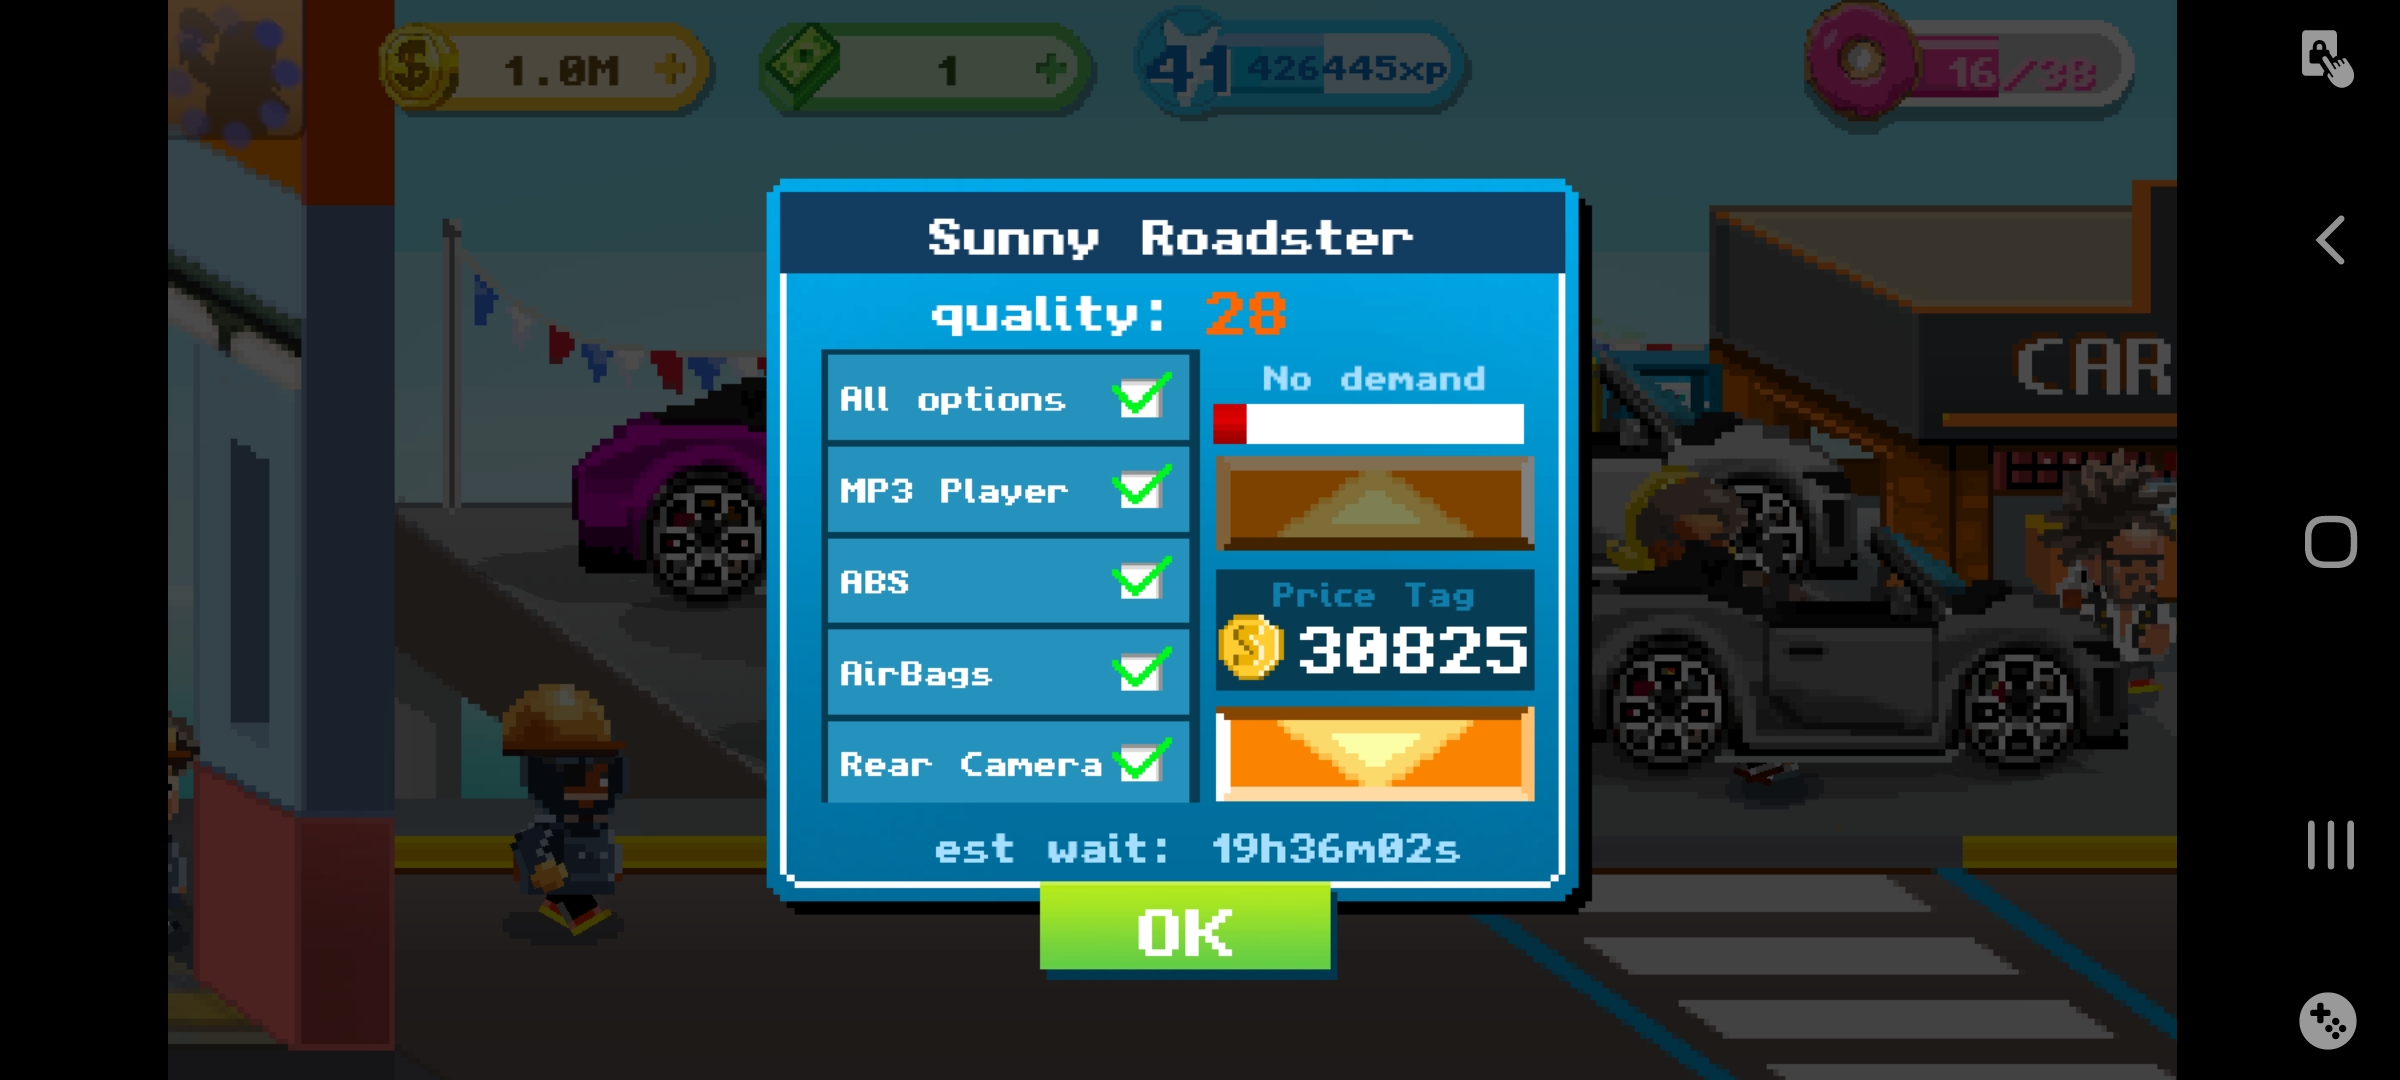 1.0M
1
41 426445xp
16/38
Sunny Roadster
quality: 28
All options
MP3 Player
ABS
AirBags
Rear Camera
No demand
Price Tag
30825
est wait: 19h36m02s
OK
CAR